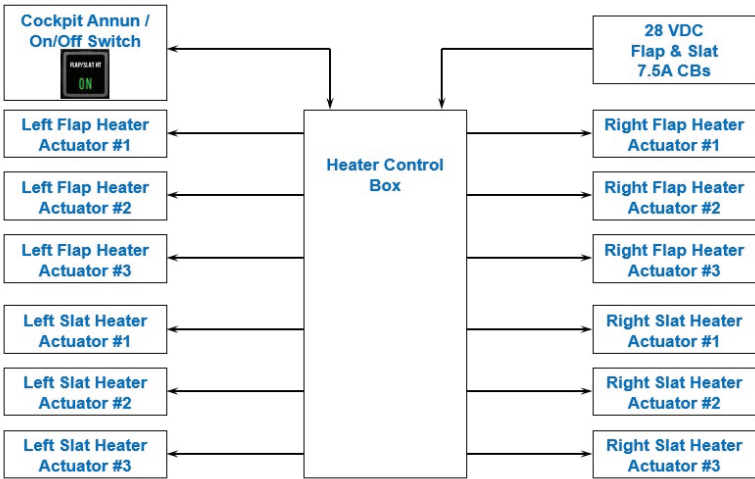 Cockpit Annun /
On/Off Switch
FLAP/SLAT HT
ON
28 VDC
Flap & Slat
7.5A CBs
Heater Control
Box
Left Flap Heater
Actuator #1
Left Flap Heater
Actuator #2
Left Flap Heater
Actuator #3
Left Slat Heater
Actuator #1
Left Slat Heater
Actuator #2
Left Slat Heater
Actuator #3
Right Flap Heater
Actuator #1
Right Flap Heater
Actuator #2
Right Flap Heater
Actuator #3
Right Slat Heater
Actuator #1
Right Slat Heater
Actuator #2
Right Slat Heater
Actuator #3